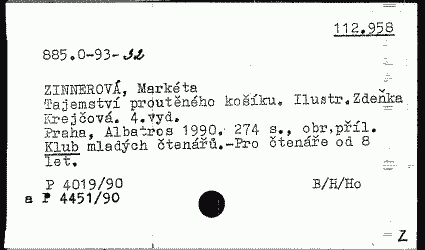 112.958
885.0-93-32
ZINNEROVÁ, Markéta
Tajemství proutěného košíku. Ilustr. Zdeňka
Krejčová. 4. vyd.
Praha, Albatros 1990. 274 s., obr. příl.
Klub mladých čtenářů.-Pro čtenáře od 8
let.
P 4019/90 B/H/Ho
a P 4451/90
Z